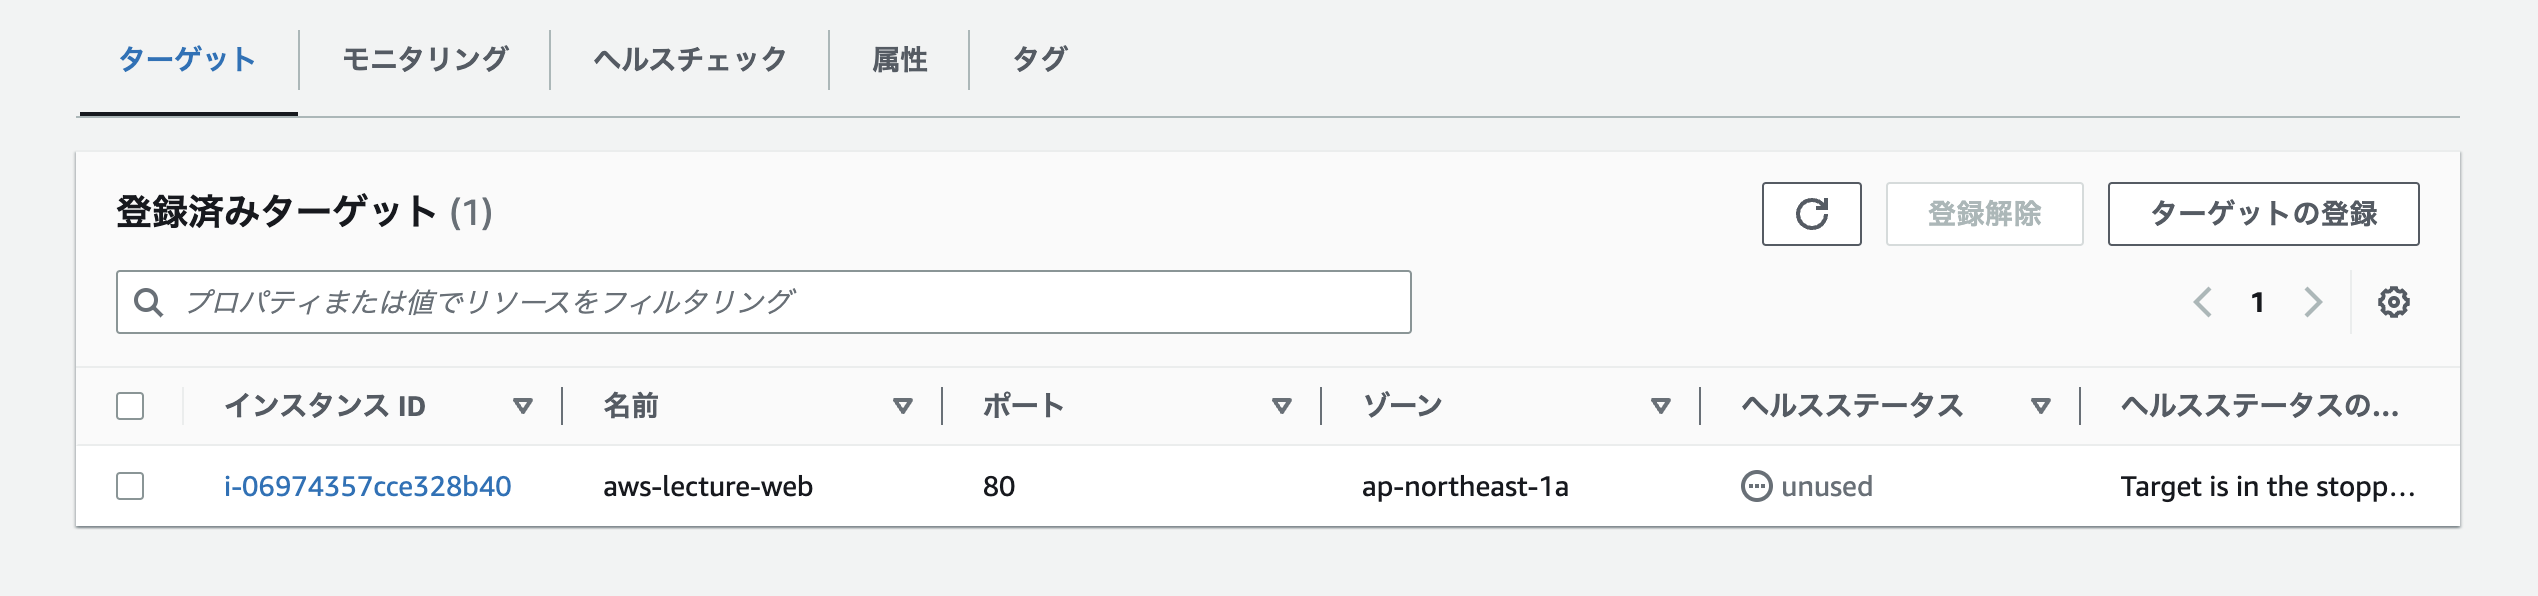 ターゲット モニタリング ヘルスチェック 属性 タグ
登録済みターゲット (1) 登録解除 ターゲットの登録
プロパティまたは値でリソースをフィルタリング 1
インスタンス ID 名前 ポート ゾーン ヘルスステータス ヘルスステータスの...
i-06974357cce328b40 aws-lecture-web 80 ap-northeast-1a unused Target is in the stopp...